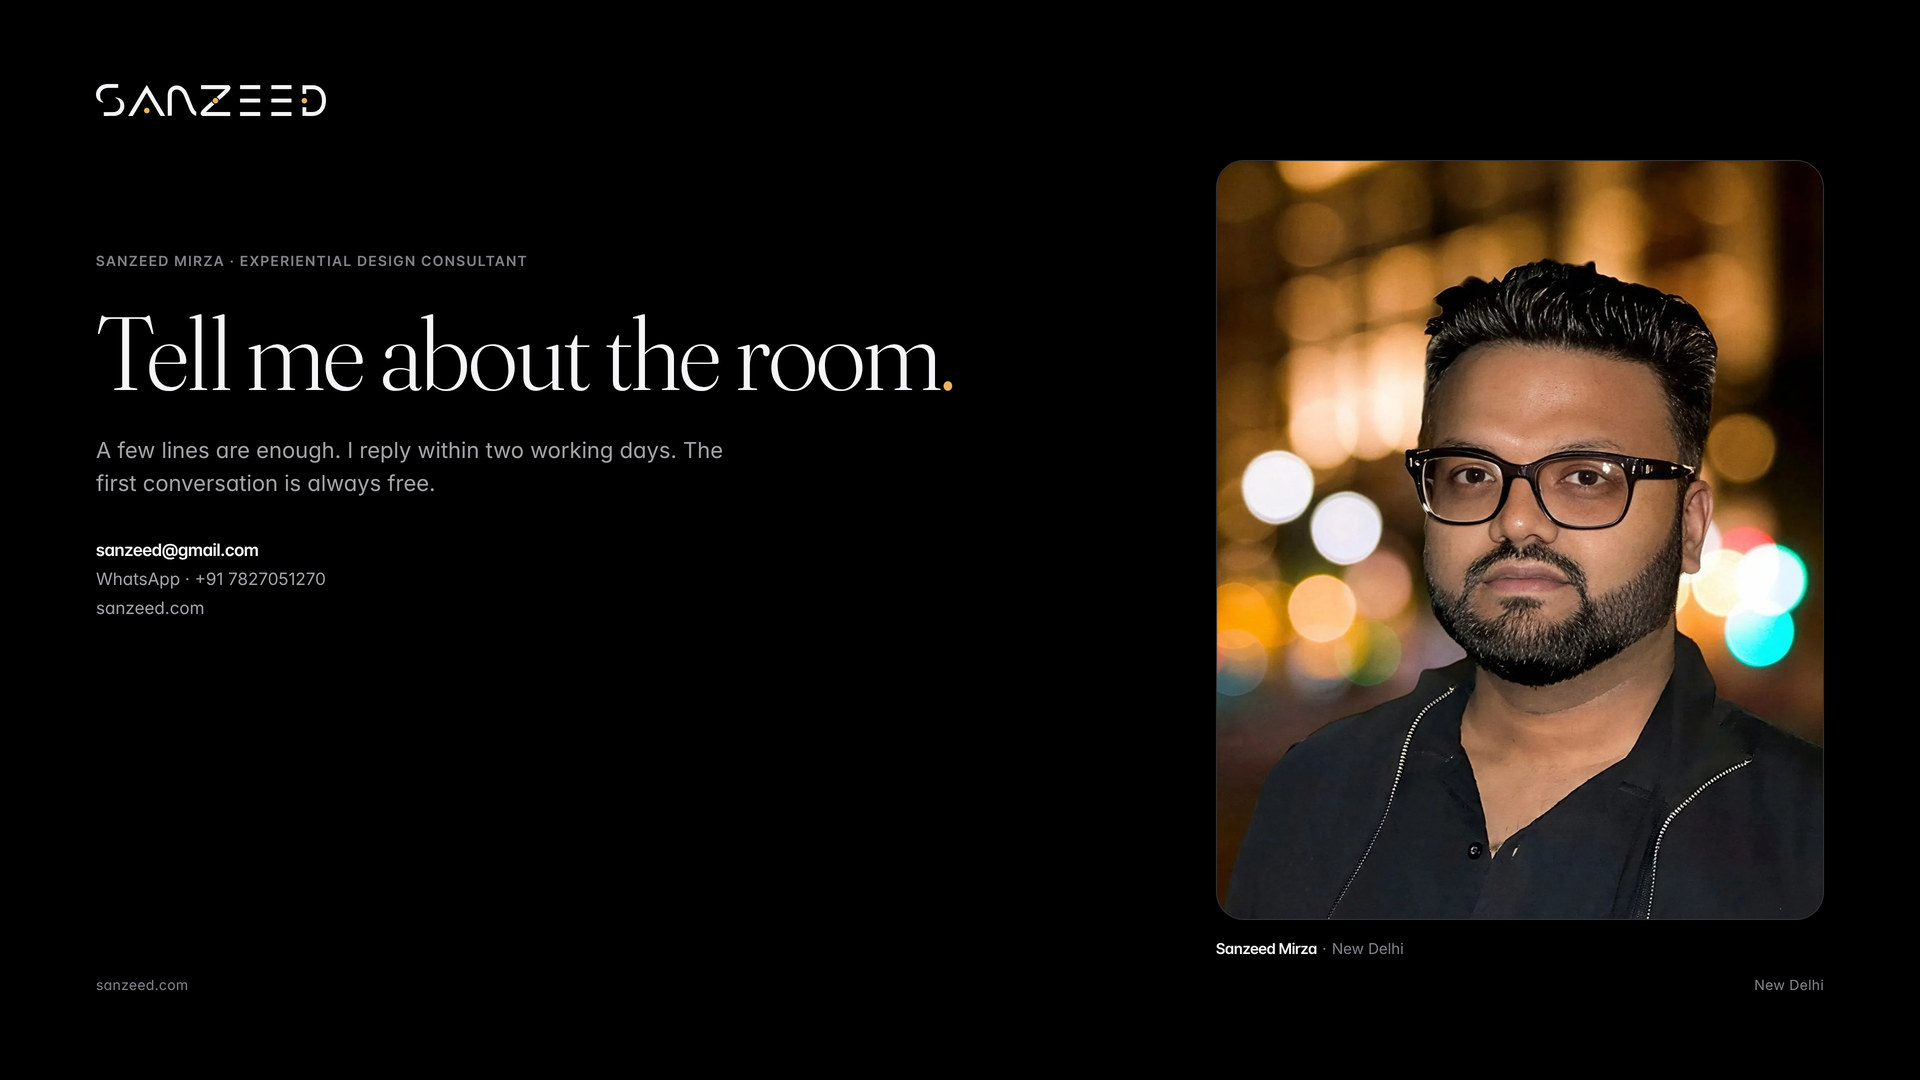 SANZEED
SANZEED MIRZA · EXPERIENTIAL DESIGN CONSULTANT
Tell me about the room.
A few lines are enough. I reply within two working days. The
first conversation is always free.
sanzeed@gmail.com
WhatsApp · +91 7827051270
sanzeed.com
Sanzeed Mirza · New Delhi
sanzeed.com
New Delhi